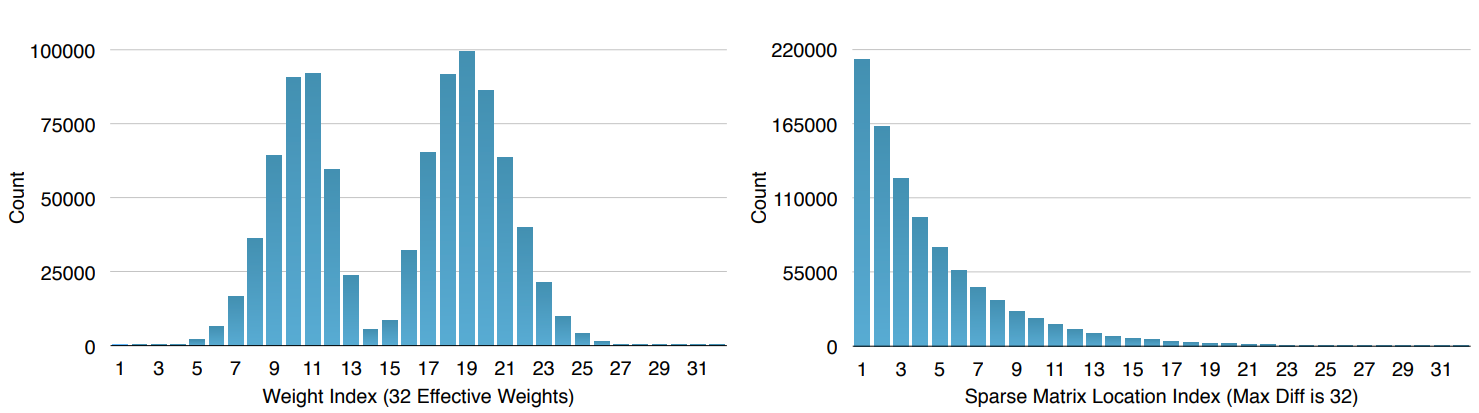 100000
75000
50000
25000
0
Count
1 3 5 7 9 11 13 15 17 19 21 23 25 27 29 31
Weight Index (32 Effective Weights)
220000
165000
110000
55000
0
Count
1 3 5 7 9 11 13 15 17 19 21 23 25 27 29 31
Sparse Matrix Location Index (Max Diff is 32)